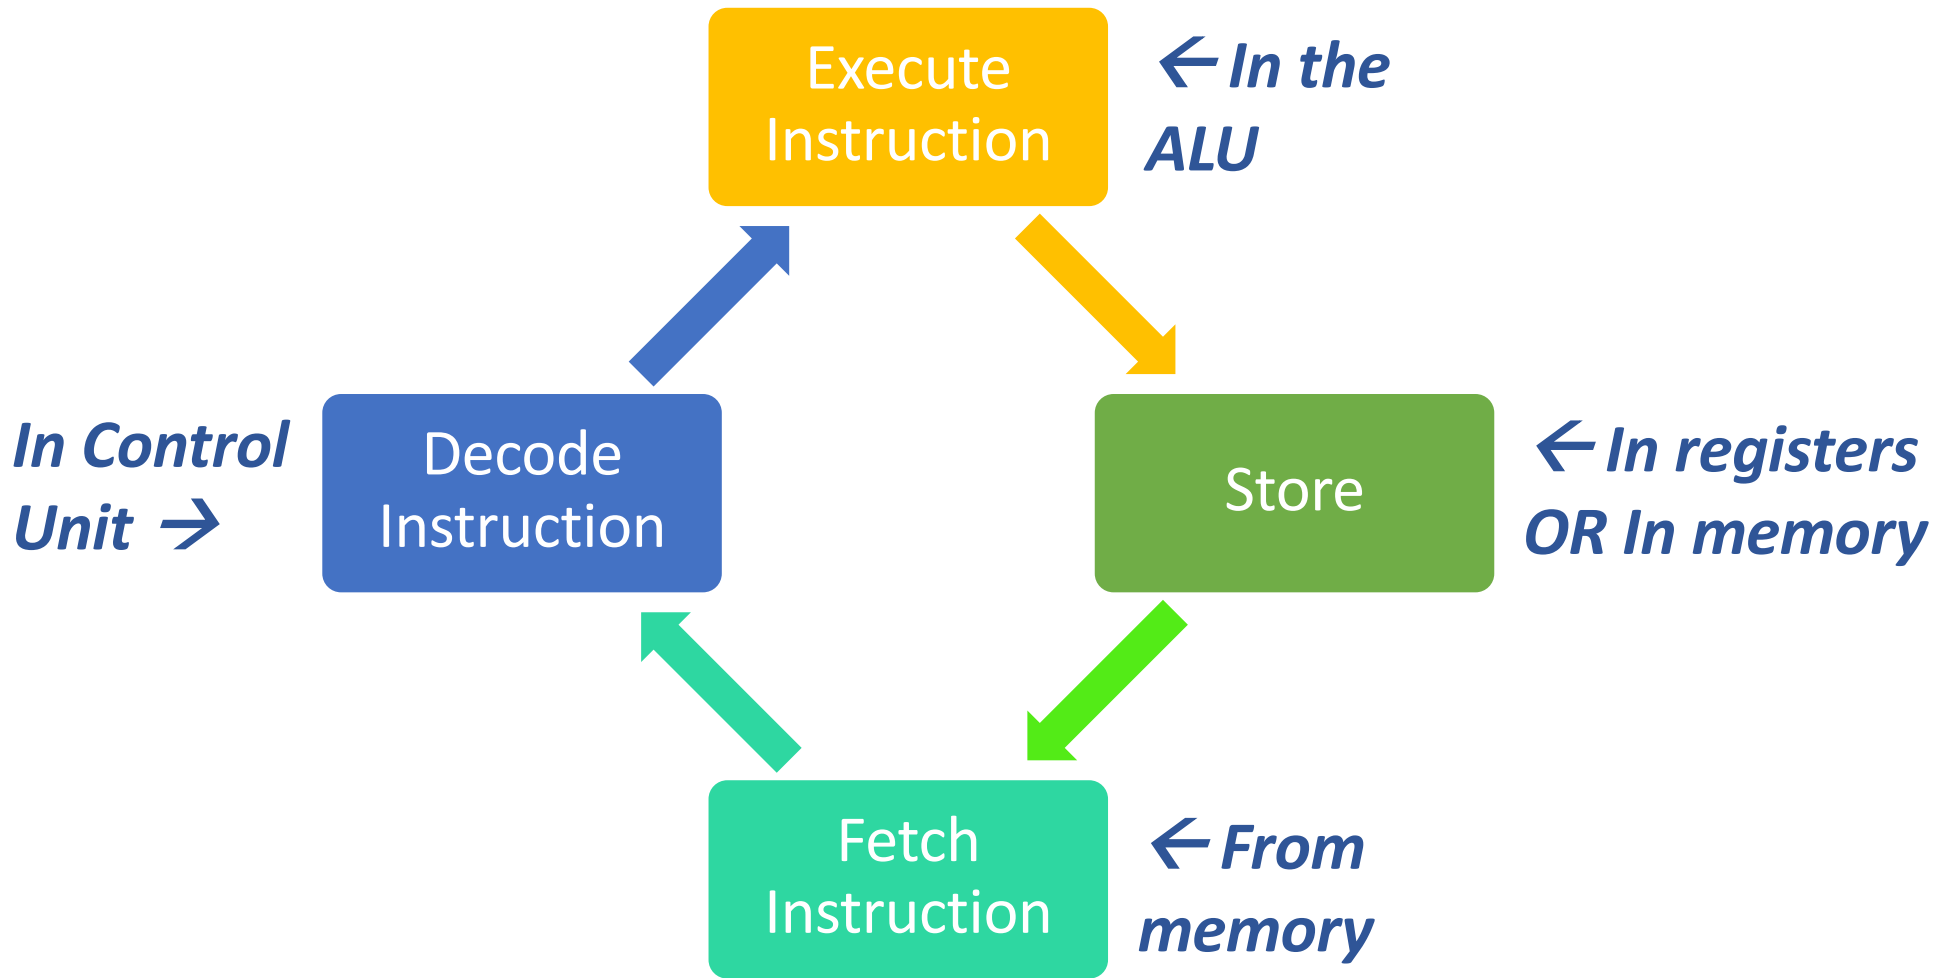 Execute
Instruction
← In the
ALU
In Control
Unit →
Decode
Instruction
Store
← In registers
OR In memory
Fetch
Instruction
← From
memory